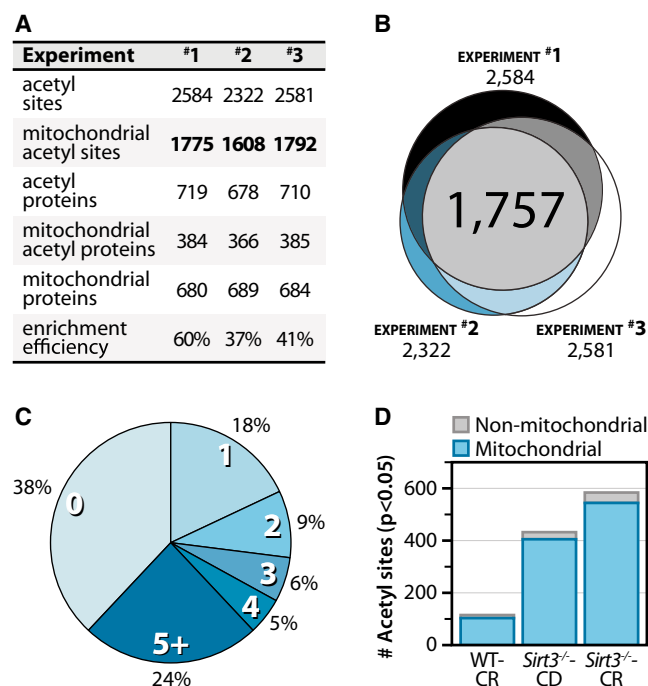 A
Experiment #1 #2 #3
acetyl
sites 2584 2322 2581
mitochondrial
acetyl sites 1775 1608 1792
acetyl
proteins 719 678 710
mitochondrial
acetyl proteins 384 366 385
mitochondrial
proteins 680 689 684
enrichment
efficiency 60% 37% 41%
B
EXPERIMENT #1
2,584
1,757
EXPERIMENT #2
2,322
EXPERIMENT #3
2,581
C
18%
1
38%
0
2
9%
3
6%
4
5%
5+
24%
D
Non-mitochondrial
Mitochondrial
# Acetyl sites (p<0.05)
600
400
200
0
WT-
CR
Sirt3-/--
CD
Sirt3-/--
CR